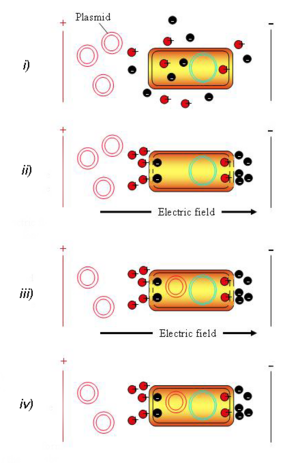 Plasmid
+ −
i)
+ −
ii)
Electric field
+ −
iii)
Electric field
+ −
iv)